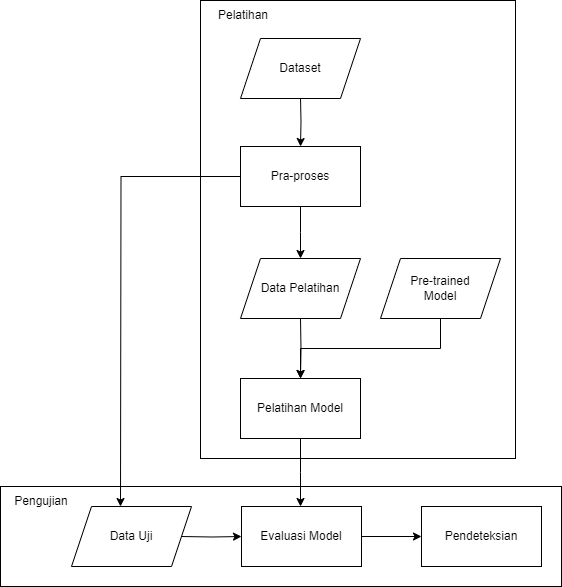 Pelatihan
Dataset
Pra-proses
Data Pelatihan
Pre-trained
Model
Pelatihan Model
Pengujian
Data Uji
Evaluasi Model
Pendeteksian